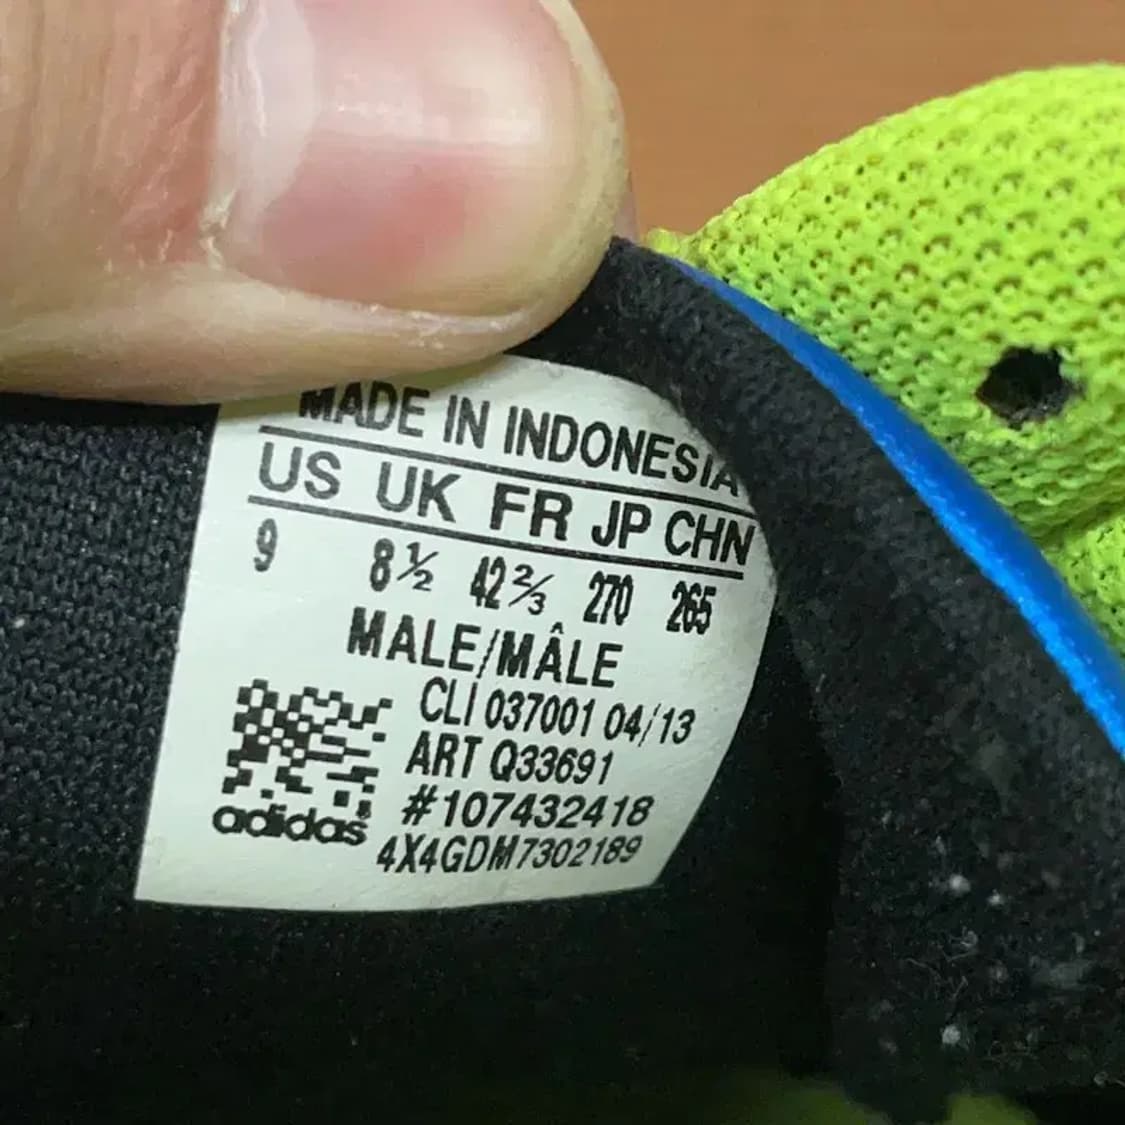 MADE IN INDONESIA
US UK FR JP CHN
9 8½ 42⅔ 270 265
MALE/MÂLE
CLI 037001 04/13
ART Q33691
#107432418
adidas
4X4GDM7302189